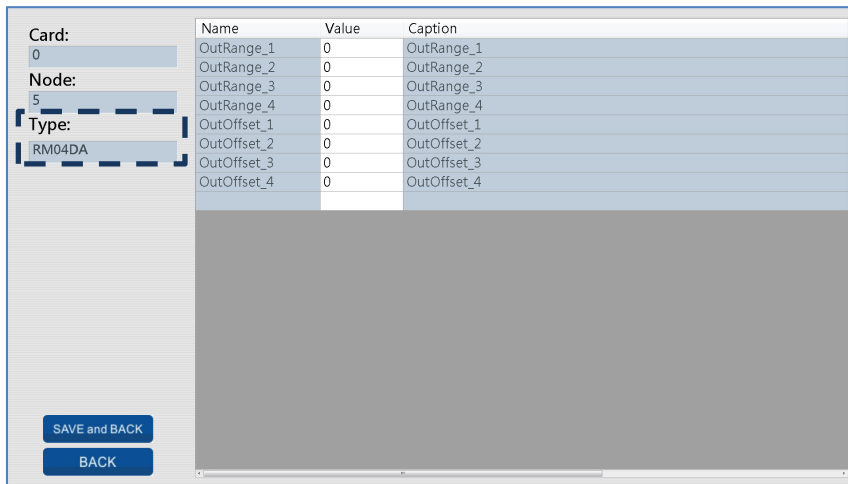 Card:
0
Node:
5
Type:
RM04DA
SAVE and BACK
BACK
Name Value Caption
OutRange_1 0 OutRange_1
OutRange_2 0 OutRange_2
OutRange_3 0 OutRange_3
OutRange_4 0 OutRange_4
OutOffset_1 0 OutOffset_1
OutOffset_2 0 OutOffset_2
OutOffset_3 0 OutOffset_3
OutOffset_4 0 OutOffset_4